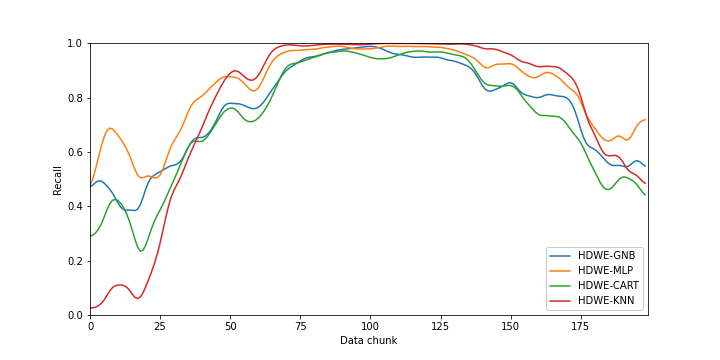 1.0
0.8
0.6
0.4
0.2
0.0
Recall
0 25 50 75 100 125 150 175
Data chunk
HDWE-GNB
HDWE-MLP
HDWE-CART
HDWE-KNN